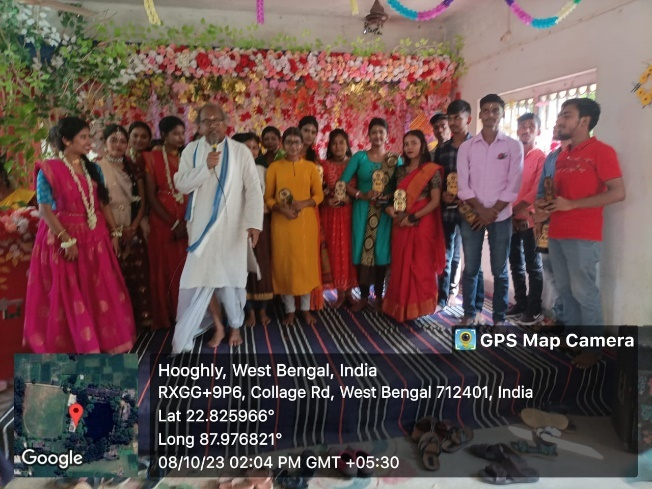 GPS Map Camera
Hooghly, West Bengal, India
RXGG+9P6, Collage Rd, West Bengal 712401, India
Lat 22.825966°
Long 87.976821°
08/10/23 02:04 PM GMT +05:30
Google